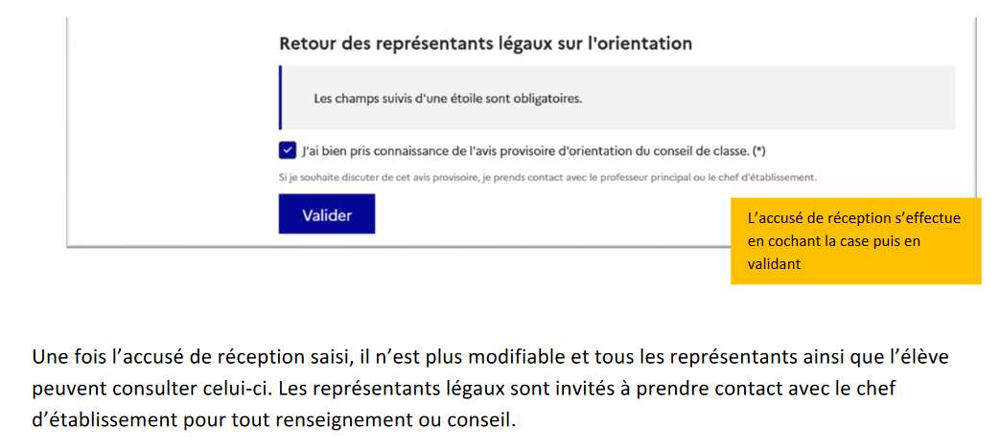 Retour des représentants légaux sur l'orientation
Les champs suivis d'une étoile sont obligatoires.
J'ai bien pris connaissance de l'avis provisoire d'orientation du conseil de classe. (*)
Si je souhaite discuter de cet avis provisoire, je prends contact avec le professeur principal ou le chef d'établissement.
Valider
L’accusé de réception s’effectue
en cochant la case puis en
validant
Une fois l’accusé de réception saisi, il n’est plus modifiable et tous les représentants ainsi que l’élève
peuvent consulter celui-ci. Les représentants légaux sont invités à prendre contact avec le chef
d’établissement pour tout renseignement ou conseil.